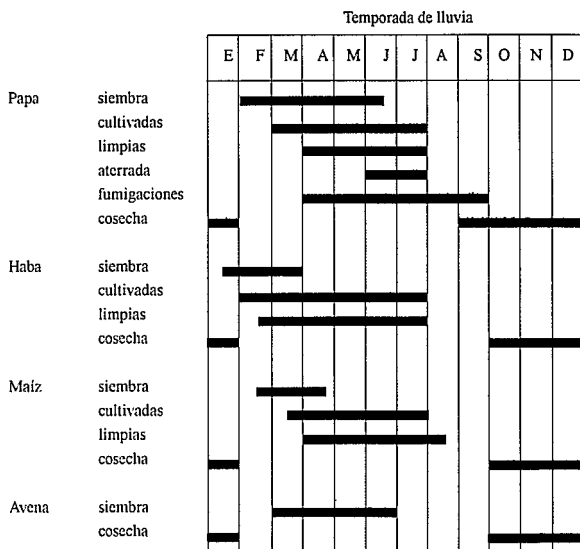 Temporada de lluvia
E F M A M J J A S O N D
Papa siembra
cultivadas
limpias
aterrada
fumigaciones
cosecha
Haba siembra
cultivadas
limpias
cosecha
Maíz siembra
cultivadas
limpias
cosecha
Avena siembra
cosecha